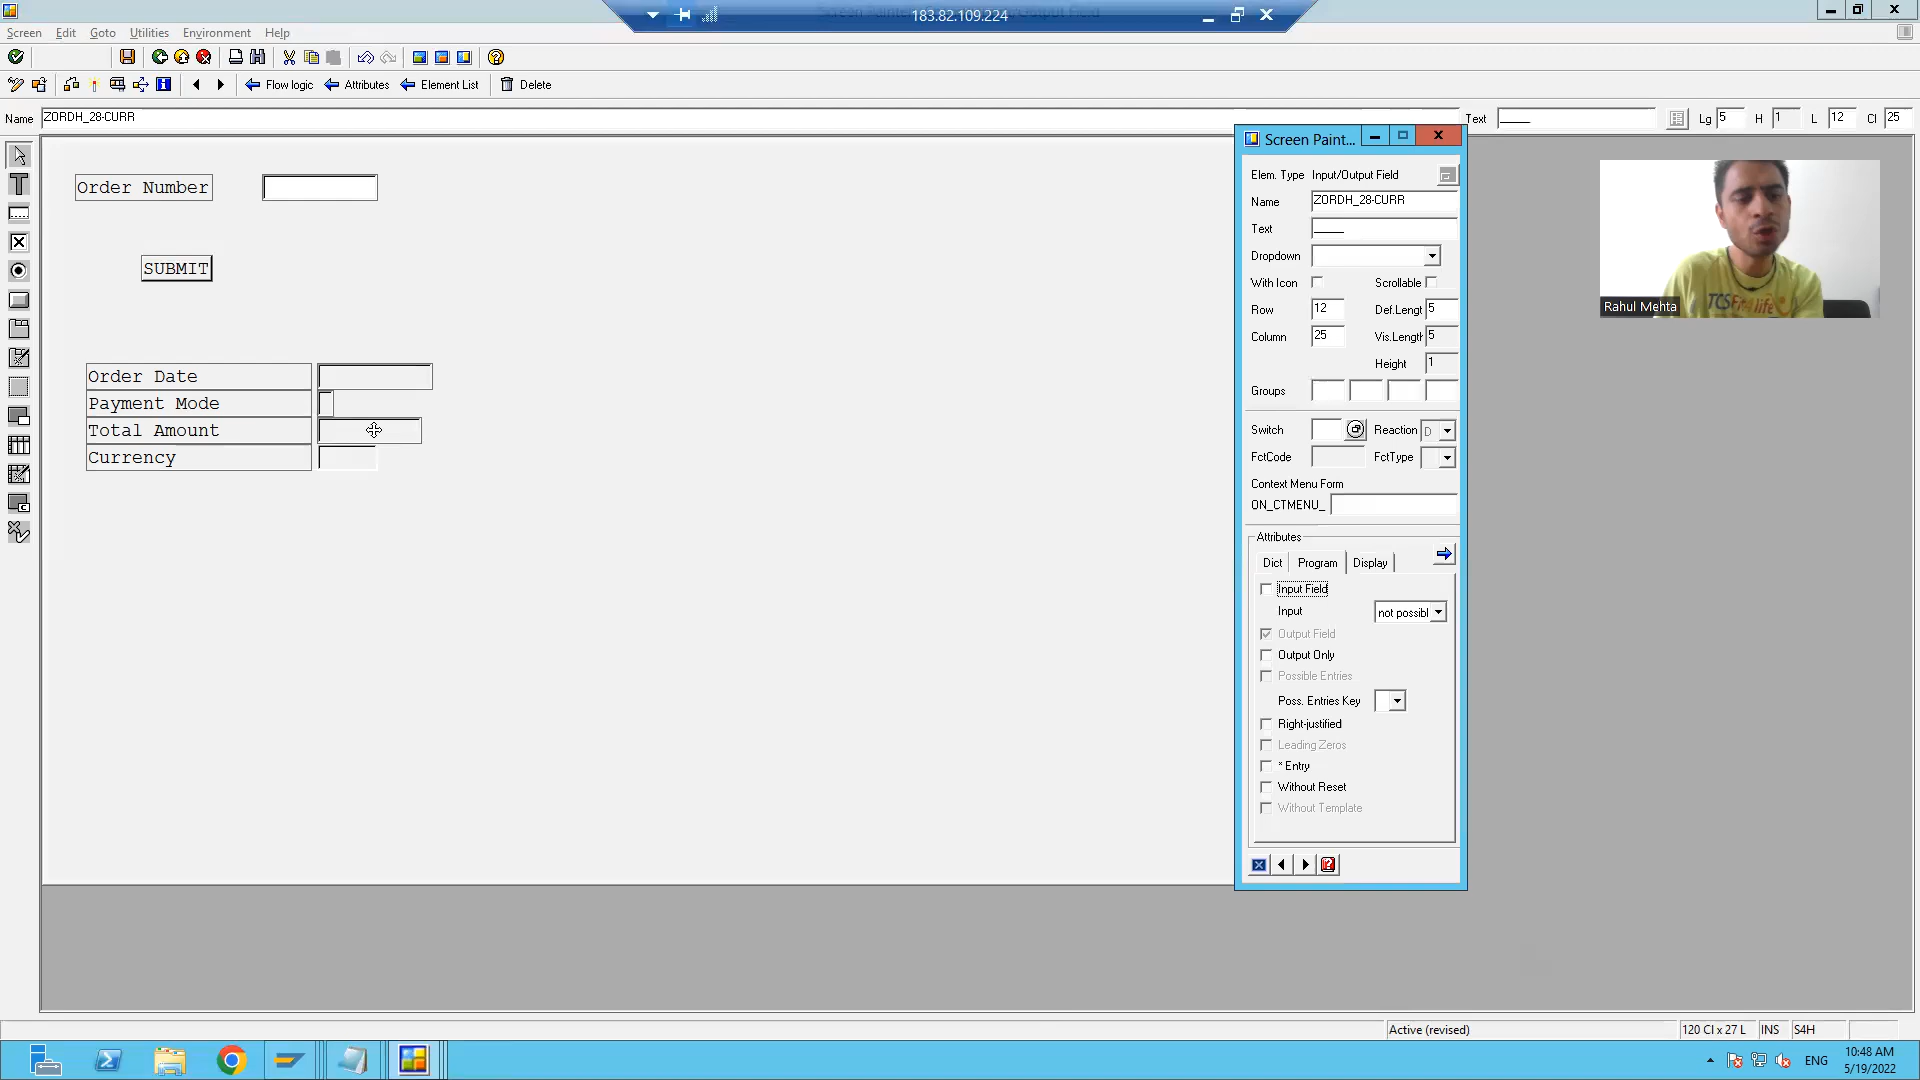 183.82.109.224
Screen Edit Goto Utilities Environment Help
Flow logic Attributes Element List Delete
Name ZORDH_28-CURR Text _____ Lg 5 H 1 L 12 Cl 25
Screen Paint...
Elem. Type Input/Output Field
Name ZORDH_28-CURR
Text _____
Dropdown
With Icon Scrollable
Row 12 Def.Lengt 5
Column 25 Vis.Length 5
Height 1
Groups
Switch Reaction D
FctCode FctType
Context Menu Form
ON_CTMENU_
Attributes
Dict Program Display
Input Field
Input not possibl
Output Field
Output Only
Possible Entries
Poss. Entries Key
Right-justified
Leading Zeros
* Entry
Without Reset
Without Template
Order Number
SUBMIT
Order Date
Payment Mode
Total Amount
Currency
TCS Fit4life
Rahul Mehta
Active (revised) 120 Cl x 27 L INS S4H
ENG 10:48 AM
5/19/2022